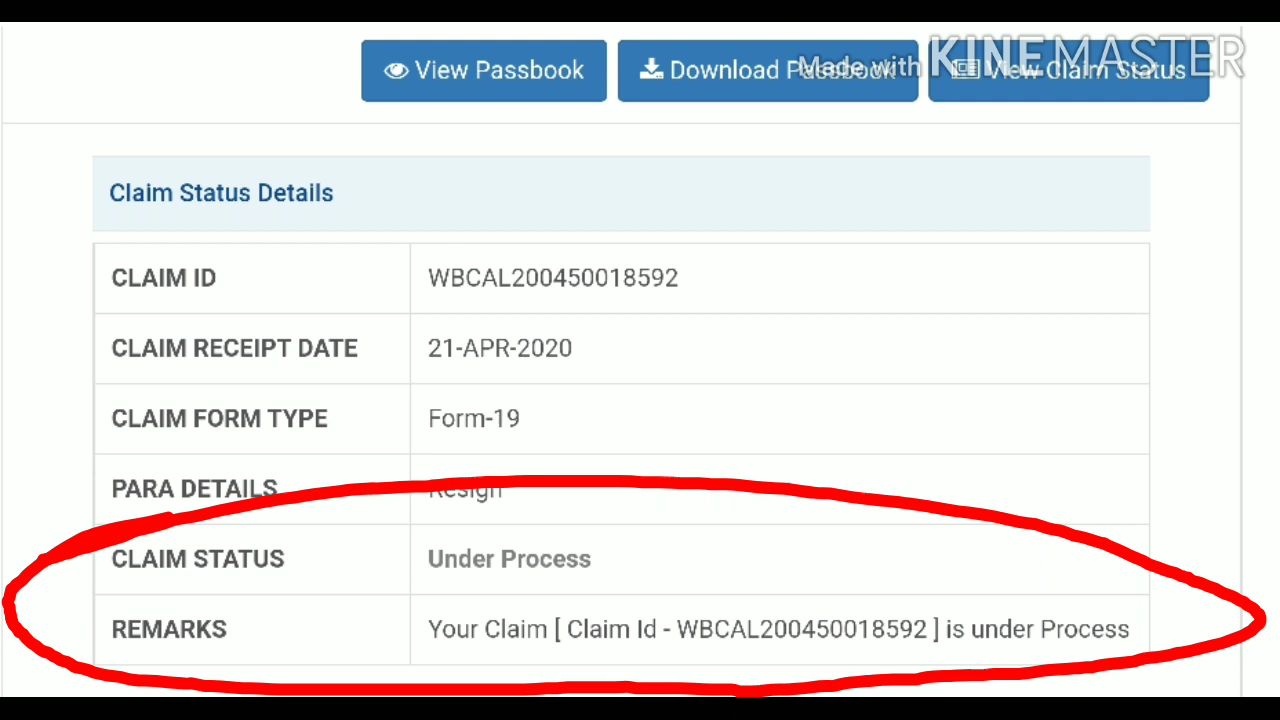 View Passbook
Download Passbook
View Claim Status
Made with KINEMASTER
Claim Status Details
CLAIM ID WBCAL200450018592
CLAIM RECEIPT DATE 21-APR-2020
CLAIM FORM TYPE Form-19
PARA DETAILS Resign
CLAIM STATUS Under Process
REMARKS Your Claim [ Claim Id - WBCAL200450018592 ] is under Process